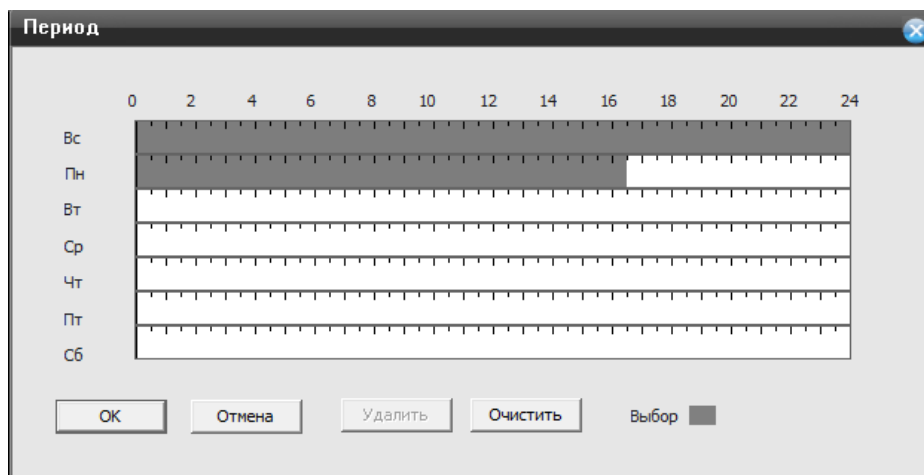 Период
0 2 4 6 8 10 12 14 16 18 20 22 24
Вс
Пн
Вт
Ср
Чт
Пт
Сб
OK Отмена Удалить Очистить Выбор